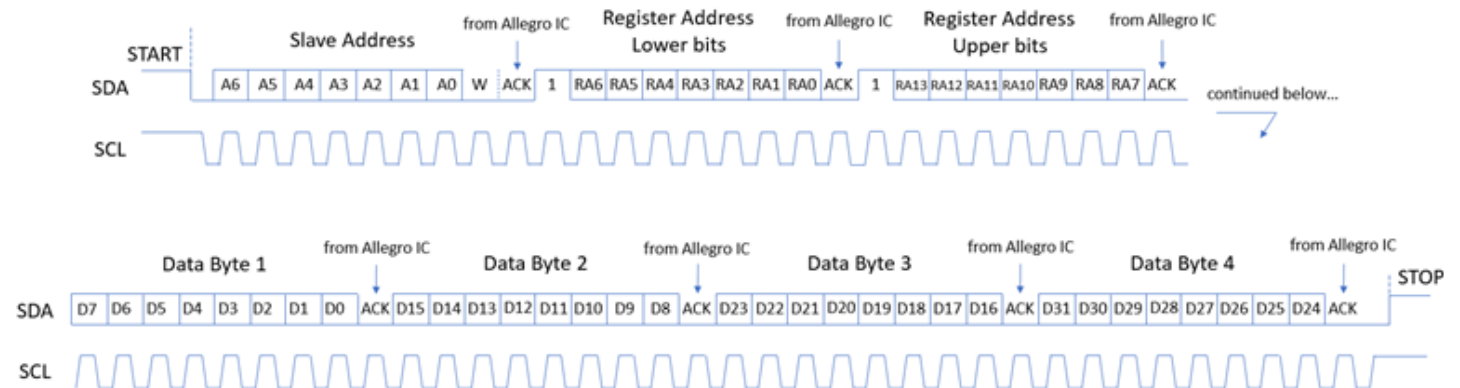 from Allegro IC Register Address from Allegro IC Register Address from Allegro IC
Slave Address Lower bits Upper bits
START
SDA A6 A5 A4 A3 A2 A1 A0 W ACK 1 RA6 RA5 RA4 RA3 RA2 RA1 RA0 ACK 1 RA13 RA12 RA11 RA10 RA9 RA8 RA7 ACK
continued below...
SCL
from Allegro IC from Allegro IC from Allegro IC from Allegro IC
Data Byte 1 Data Byte 2 Data Byte 3 Data Byte 4
STOP
SDA D7 D6 D5 D4 D3 D2 D1 D0 ACK D15 D14 D13 D12 D11 D10 D9 D8 ACK D23 D22 D21 D20 D19 D18 D17 D16 ACK D31 D30 D29 D28 D27 D26 D25 D24 ACK
SCL